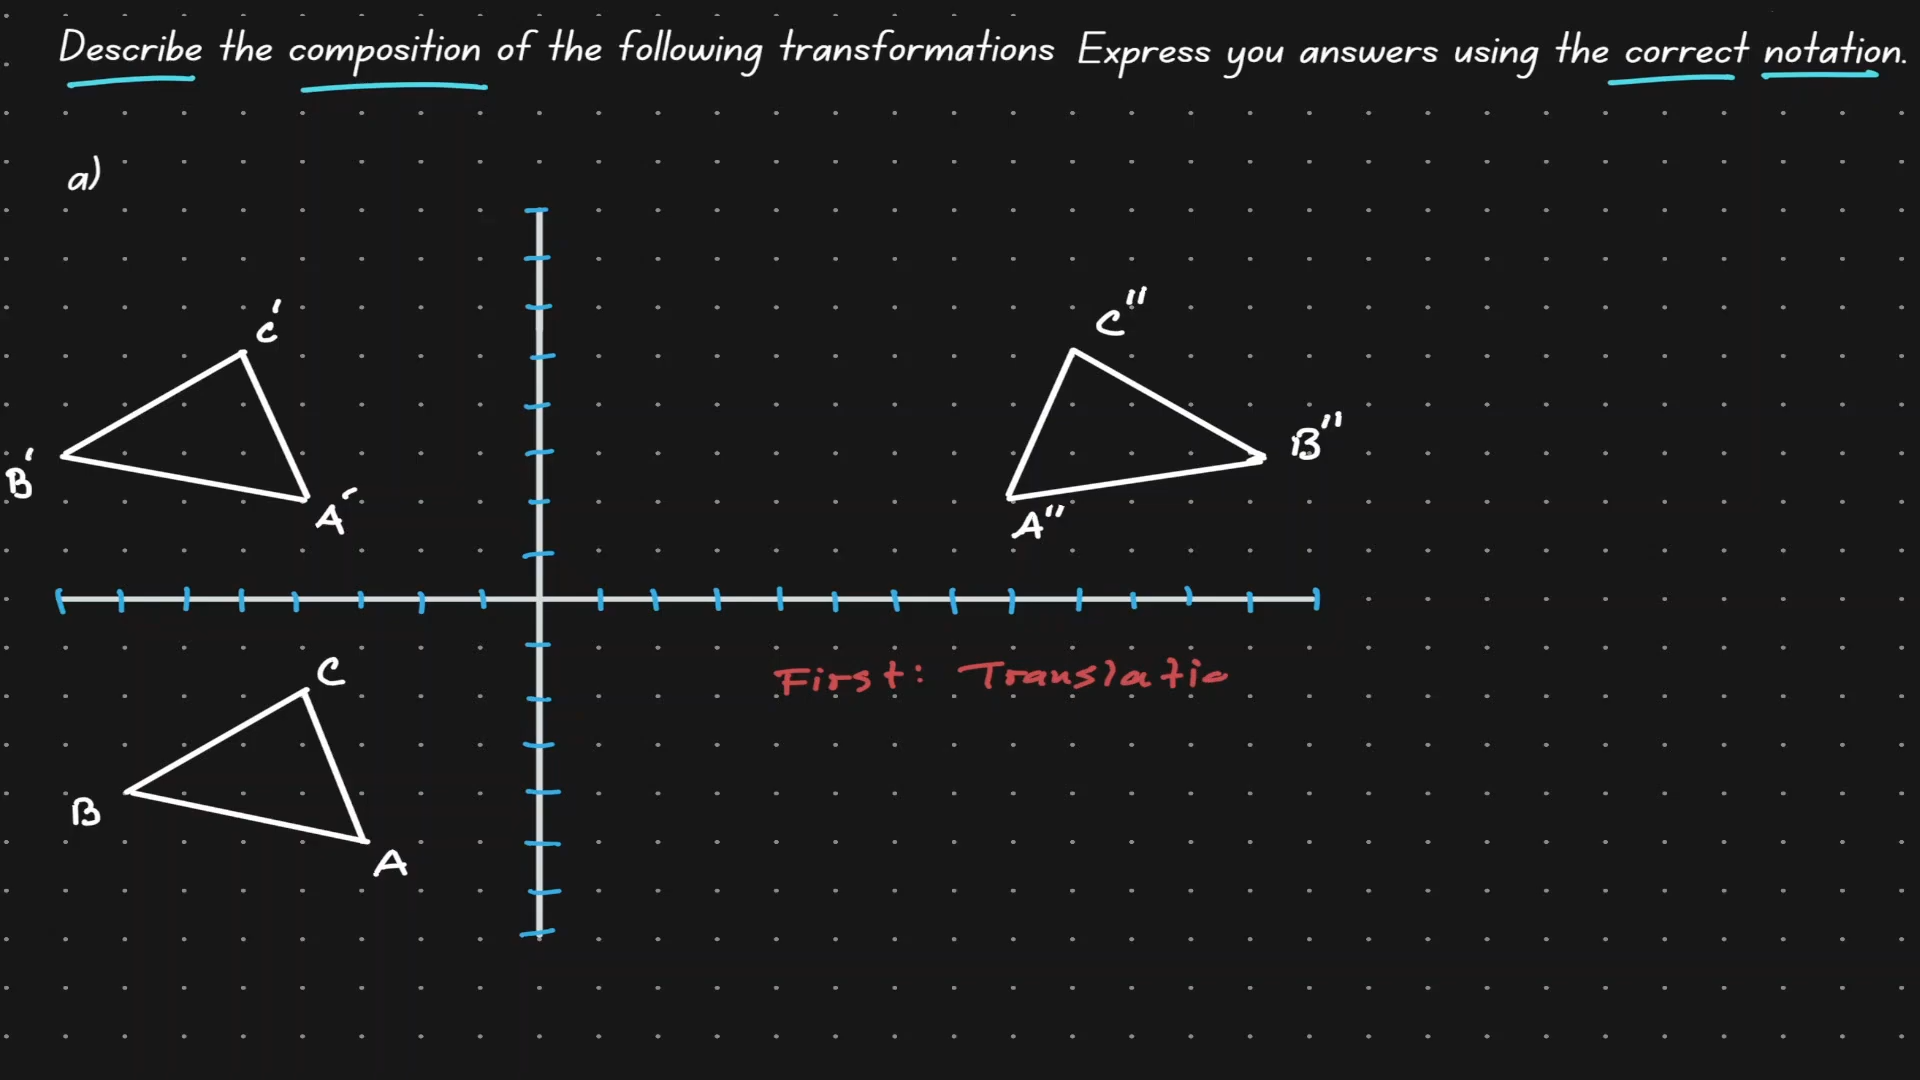 Describe the composition of the following transformations Express you answers using the correct notation.
a)
C'
C''
B''
B'
A'
A''
C
First: Translatio
B
A